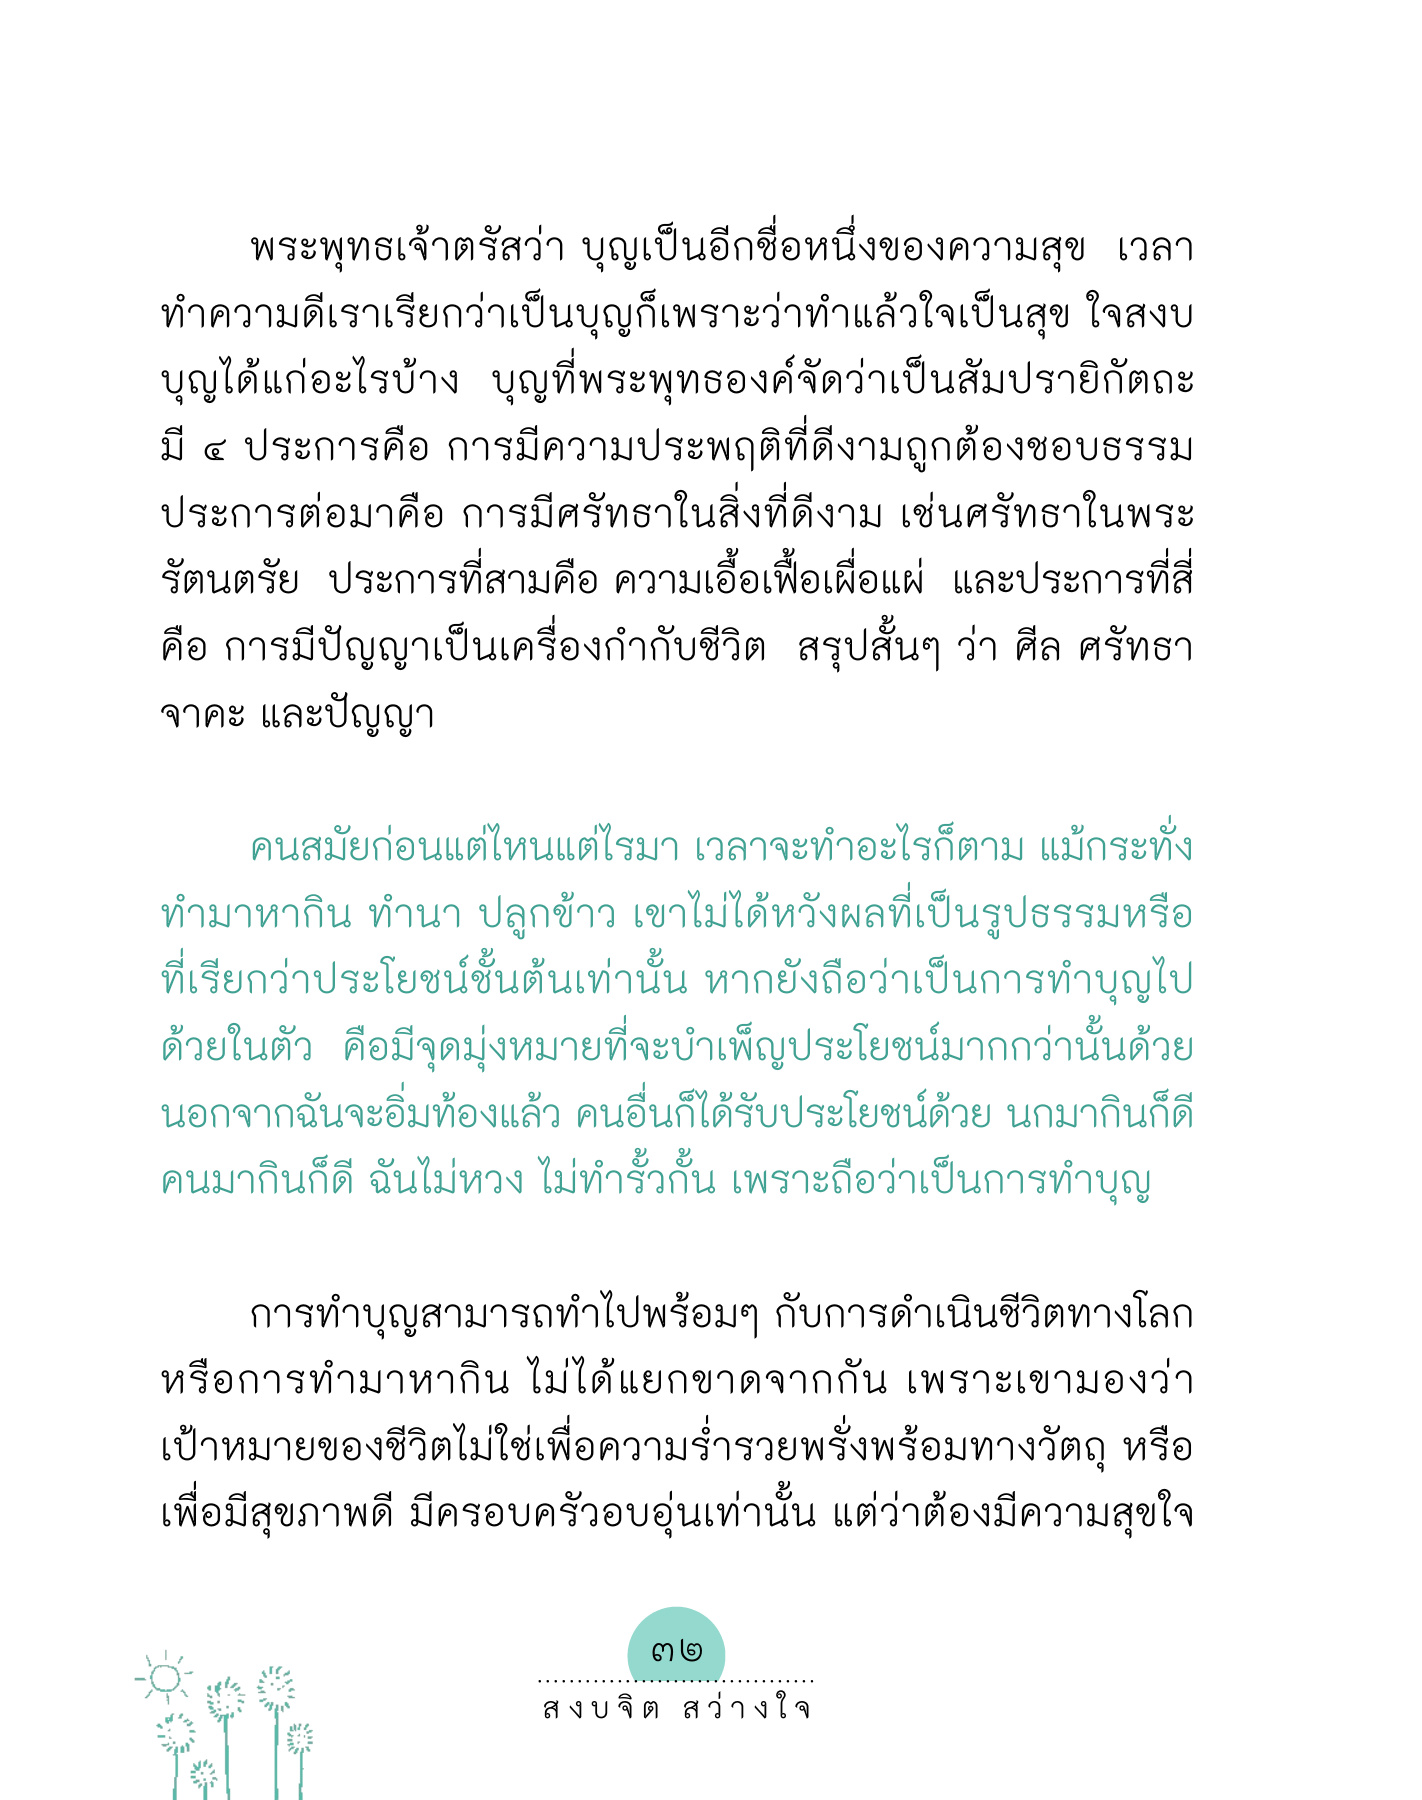 พระพุทธเจ้าตรัสว่า บุญเป็นอีกชื่อหนึ่งของความสุข เวลา
ทำความดีเราเรียกว่าเป็นบุญก็เพราะว่าทำแล้วใจเป็นสุข ใจสงบ
บุญได้แก่อะไรบ้าง บุญที่พระพุทธองค์จัดว่าเป็นสัมปรายิกัตถะ
มี ๔ ประการคือ การมีความประพฤติที่ดีงามถูกต้องชอบธรรม
ประการต่อมาคือ การมีศรัทธาในสิ่งที่ดีงาม เช่นศรัทธาในพระ
รัตนตรัย ประการที่สามคือ ความเอื้อเฟื้อเผื่อแผ่ และประการที่สี่
คือ การมีปัญญาเป็นเครื่องกำกับชีวิต สรุปสั้นๆ ว่า ศีล ศรัทธา
จาคะ และปัญญา
คนสมัยก่อนแต่ไหนแต่ไรมา เวลาจะทำอะไรก็ตาม แม้กระทั่ง
ทำมาหากิน ทำนา ปลูกข้าว เขาไม่ได้หวังผลที่เป็นรูปธรรมหรือ
ที่เรียกว่าประโยชน์ชั้นต้นเท่านั้น หากยังถือว่าเป็นการทำบุญไป
ด้วยในตัว คือมีจุดมุ่งหมายที่จะบำเพ็ญประโยชน์มากกว่านั้นด้วย
นอกจากฉันจะอิ่มท้องแล้ว คนอื่นก็ได้รับประโยชน์ด้วย นกมากินก็ดี
คนมากินก็ดี ฉันไม่หวง ไม่ทำรั้วกั้น เพราะถือว่าเป็นการทำบุญ
การทำบุญสามารถทำไปพร้อมๆ กับการดำเนินชีวิตทางโลก
หรือการทำมาหากิน ไม่ได้แยกขาดจากกัน เพราะเขามองว่า
เป้าหมายของชีวิตไม่ใช่เพื่อความร่ำรวยพรั่งพร้อมทางวัตถุ หรือ
เพื่อมีสุขภาพดี มีครอบครัวอบอุ่นเท่านั้น แต่ว่าต้องมีความสุขใจ
๓๒
สงบจิต สว่างใจ